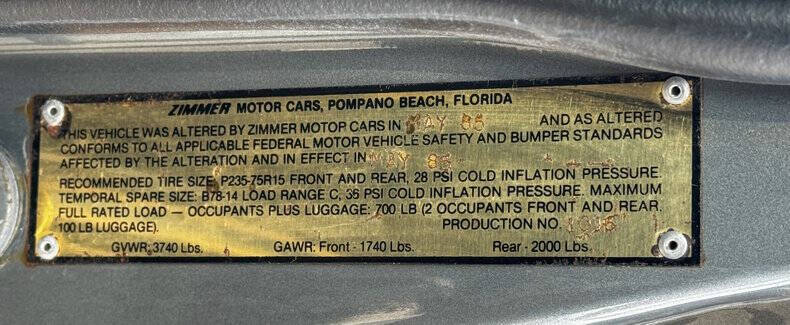 ZIMMER MOTOR CARS, POMPANO BEACH, FLORIDA
THIS VEHICLE WAS ALTERED BY ZIMMER MOTOR CARS IN MAY 85 AND AS ALTERED
CONFORMS TO ALL APPLICABLE FEDERAL MOTOR VEHICLE SAFETY AND BUMPER STANDARDS
AFFECTED BY THE ALTERATION AND IN EFFECT IN MAY 85
RECOMMENDED TIRE SIZE, P235-75R15 FRONT AND REAR, 28 PSI COLD INFLATION PRESSURE.
TEMPORAL SPARE SIZE: B78-14 LOAD RANGE C, 36 PSI COLD INFLATION PRESSURE. MAXIMUM
FULL RATED LOAD — OCCUPANTS PLUS LUGGAGE: 700 LB (2 OCCUPANTS FRONT AND REAR.
100 LB LUGGAGE). PRODUCTION NO.
GVWR: 3740 Lbs. GAWR: Front - 1740 Lbs. Rear - 2000 Lbs.